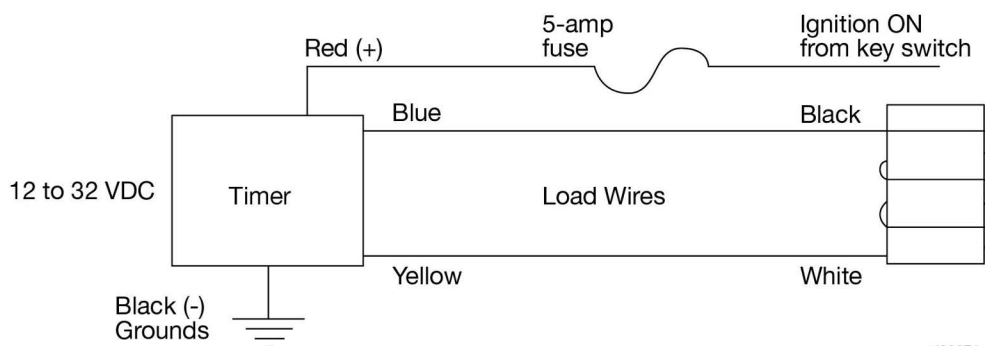 5-amp
fuse
Ignition ON
from key switch
Red (+)
Blue
Black
12 to 32 VDC
Timer
Load Wires
Yellow
White
Black (-)
Grounds